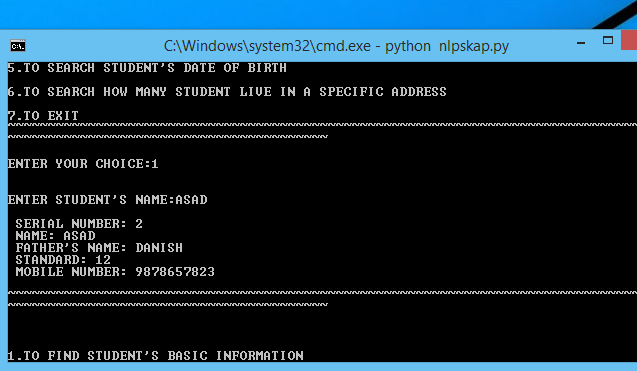 C:\Windows\system32\cmd.exe - python nlpskap.py
5.TO SEARCH STUDENT'S DATE OF BIRTH
6.TO SEARCH HOW MANY STUDENT LIVE IN A SPECIFIC ADDRESS
7.TO EXIT
~~~~~~~~~~~~~~~~~~~~~~~~~~~~~~~~~~~~~~~~~~~~~~~~~~~~~~~~~~~~~~~~~~~~~~~~~~~~~~~
~~~~~~~~~~~~~~~~~~~~~~~~~~~~~~~~~~~~~~~~
ENTER YOUR CHOICE:1
ENTER STUDENT'S NAME:ASAD
SERIAL NUMBER: 2
NAME: ASAD
FATHER'S NAME: DANISH
STANDARD: 12
MOBILE NUMBER: 9878657823
~~~~~~~~~~~~~~~~~~~~~~~~~~~~~~~~~~~~~~~~~~~~~~~~~~~~~~~~~~~~~~~~~~~~~~~~~~~~~~~
~~~~~~~~~~~~~~~~~~~~~~~~~~~~~~~~~~~~~~~~
1.TO FIND STUDENT'S BASIC INFORMATION